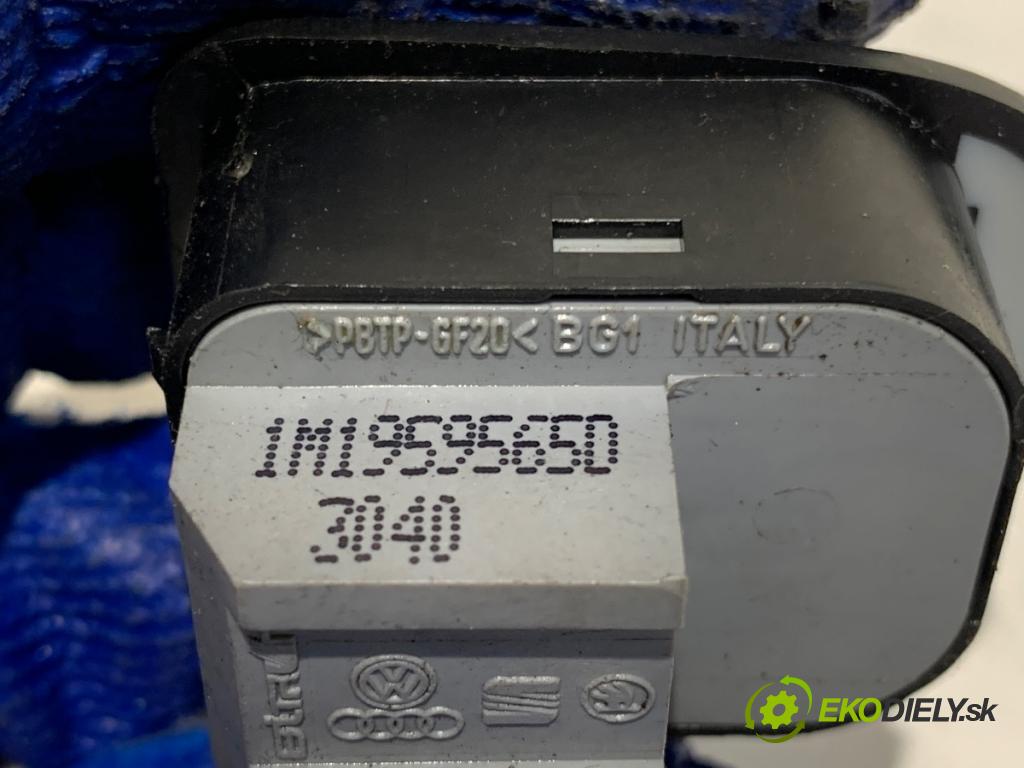 >PBTP-GF20< BG1 ITALY
1M1959565D
3040
EKODIELY.sk